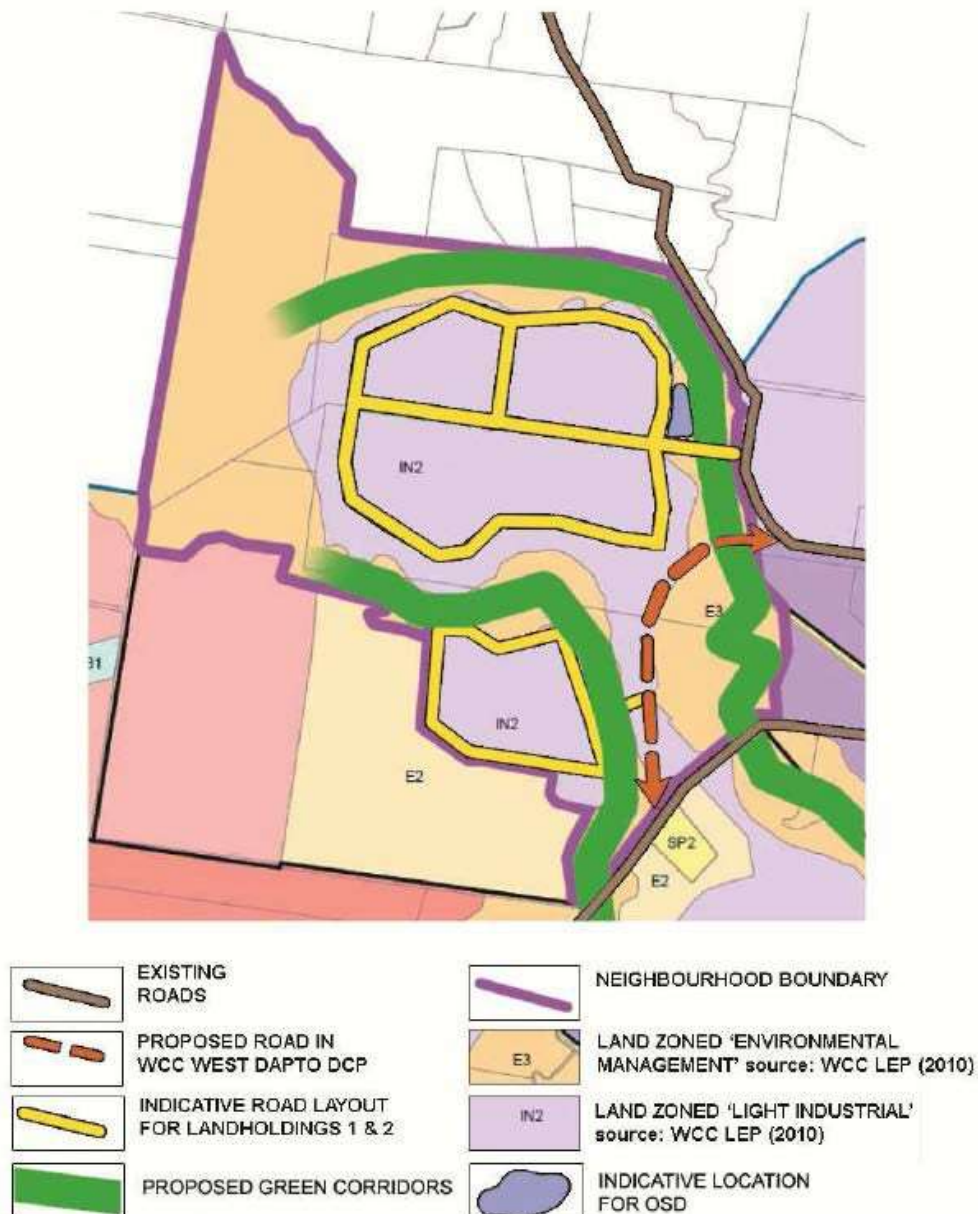 IN2
E3
31
IN2
E2
SP2
E2
EXISTING
ROADS
NEIGHBOURHOOD BOUNDARY
PROPOSED ROAD IN
WCC WEST DAPTO DCP
E3
LAND ZONED ‘ENVIRONMENTAL
MANAGEMENT’ source: WCC LEP (2010)
INDICATIVE ROAD LAYOUT
FOR LANDHOLDINGS 1 & 2
IN2
LAND ZONED ‘LIGHT INDUSTRIAL’
source: WCC LEP (2010)
PROPOSED GREEN CORRIDORS
INDICATIVE LOCATION
FOR OSD